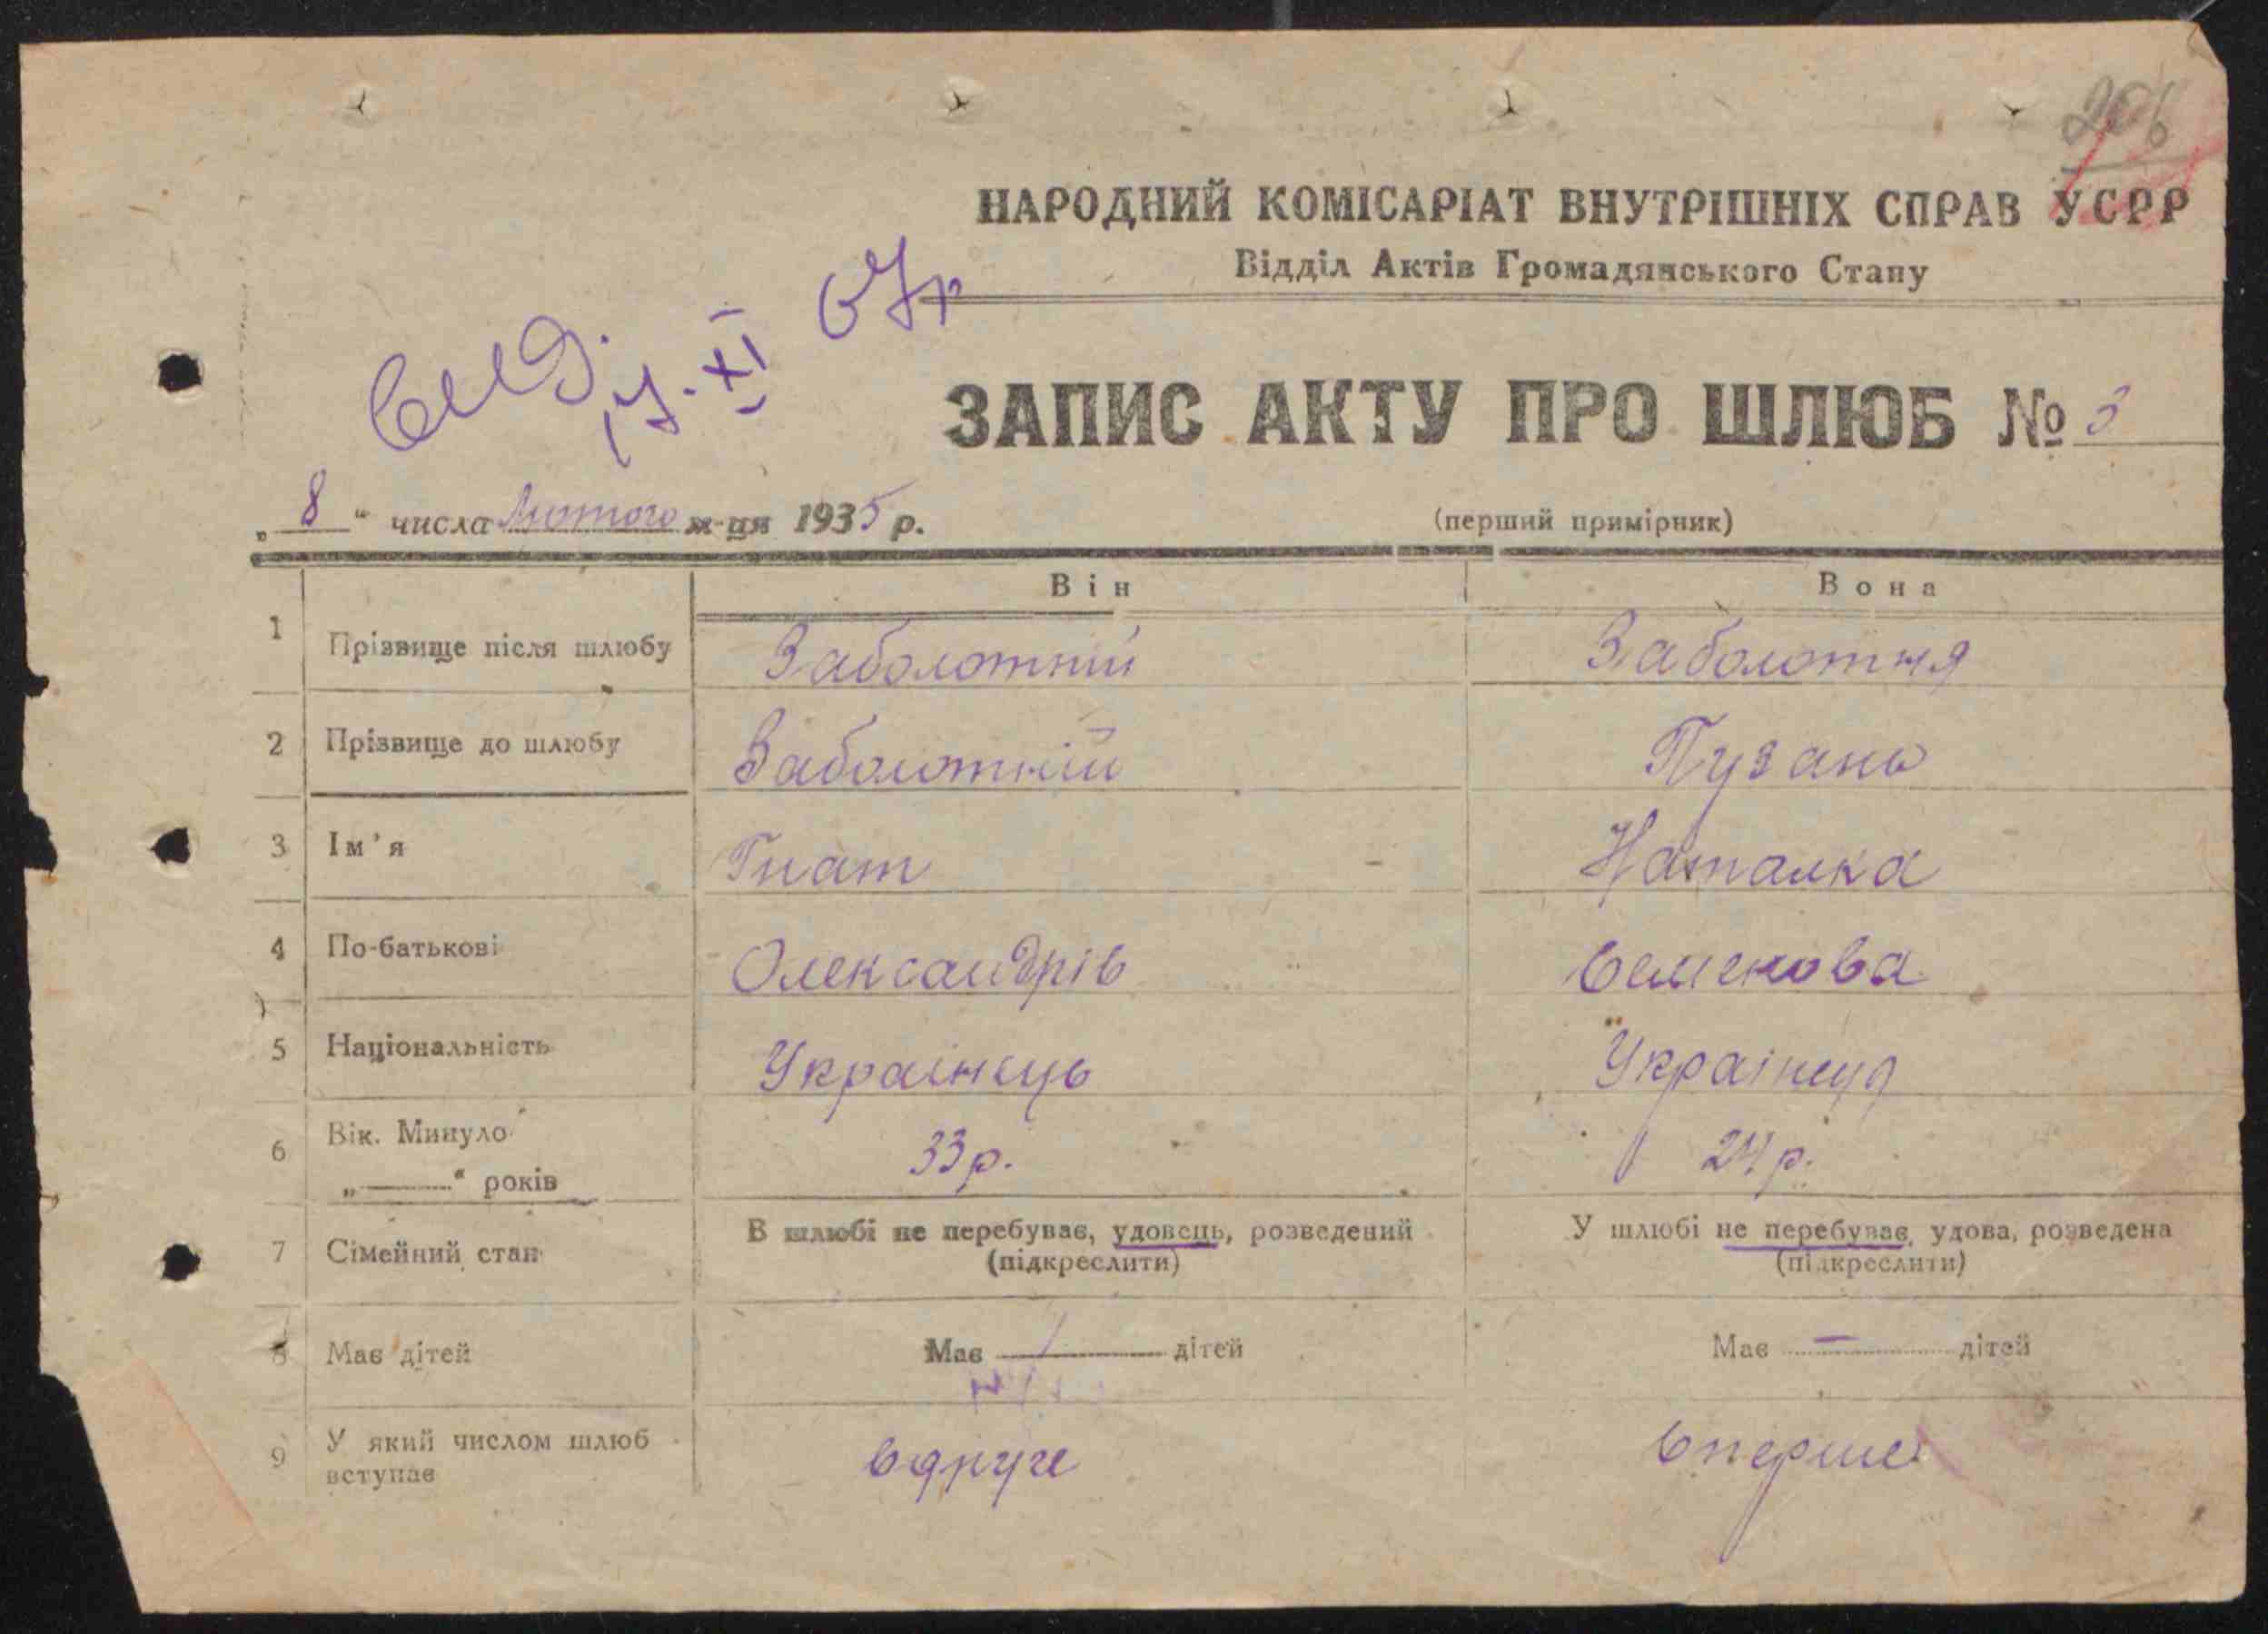 206
НАРОДНИЙ КОМІСАРІАТ ВНУТРІШНІХ СПРАВ УСРР
Відділ Актів Громадянського Стану
ЗАПИС АКТУ ПРО ШЛЮБ № 3
„ 8 “ числа Лютого м-ця 1935 р.
(перший примірник)
Він Вона
1 Прізвище після шлюбу Заболотній Заболотня
2 Прізвище до шлюбу Заболотній Пузань
3 Ім’я Гнат Наталка
4 По-батькові Олександрів Семенова
5 Національність Українець Українця
6 Вік. Минуло „——“ років 33 р. 24 р.
7 Сімейний стан В шлюбі не перебуває, удовець, розведений У шлюбі не перебуває, удова, розведена
(підкреслити) (підкреслити)
8 Має дітей Має 1 дітей Має — дітей
9 У який числом шлюб вступає вдруге вперше